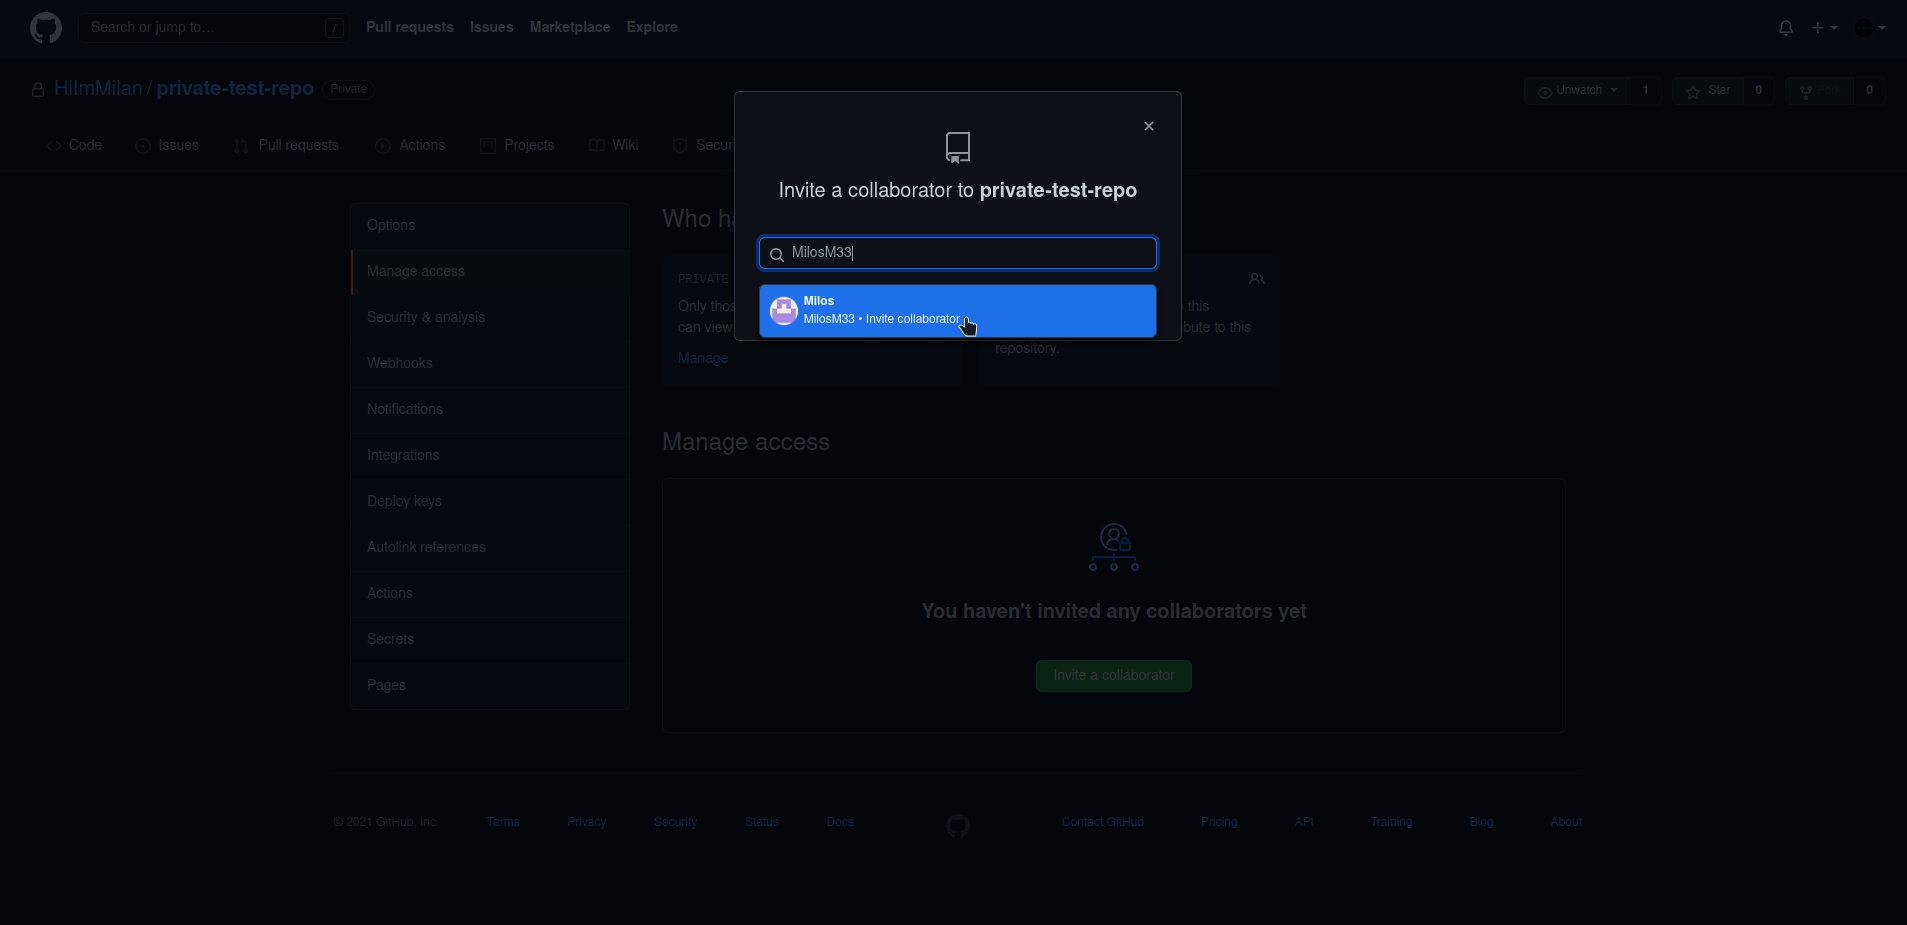 Search or jump to… /
Pull requests Issues Marketplace Explore
HiImMilan / private-test-repo Private
Unwatch 1 Star 0 Fork 0
Code Issues Pull requests Actions Projects Wiki Secur
Invite a collaborator to private-test-repo
MilosM33
Milos
MilosM33 • Invite collaborator
Options
Manage access
Security & analysis
Webhooks
Notifications
Integrations
Deploy keys
Autolink references
Actions
Secrets
Pages
Who ha
PRIVATE
Only thos
can view
Manage
this
bute to this
repository.
Manage access
You haven't invited any collaborators yet
Invite a collaborator
© 2021 GitHub, Inc. Terms Privacy Security Status Docs Contact GitHub Pricing API Training Blog About